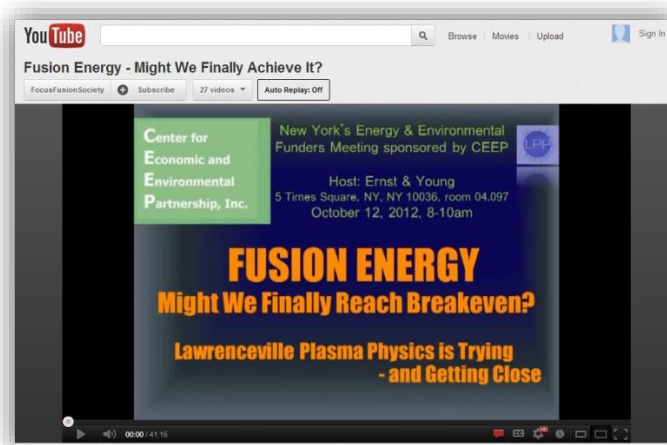 You Tube
Browse | Movies | Upload
Sign In
Fusion Energy - Might We Finally Achieve It?
FocusFusionSociety
Subscribe
27 videos
Auto Replay: Off
Center for
Economic and
Environmental
Partnership, Inc.
New York's Energy & Environmental
Funders Meeting sponsored by CEEP
LPP
Host: Ernst & Young
5 Times Square, NY, NY 10036, room 04.097
October 12, 2012, 8-10am
FUSION ENERGY
Might We Finally Reach Breakeven?
Lawrenceville Plasma Physics is Trying
- and Getting Close
00:00 / 41:15
CC